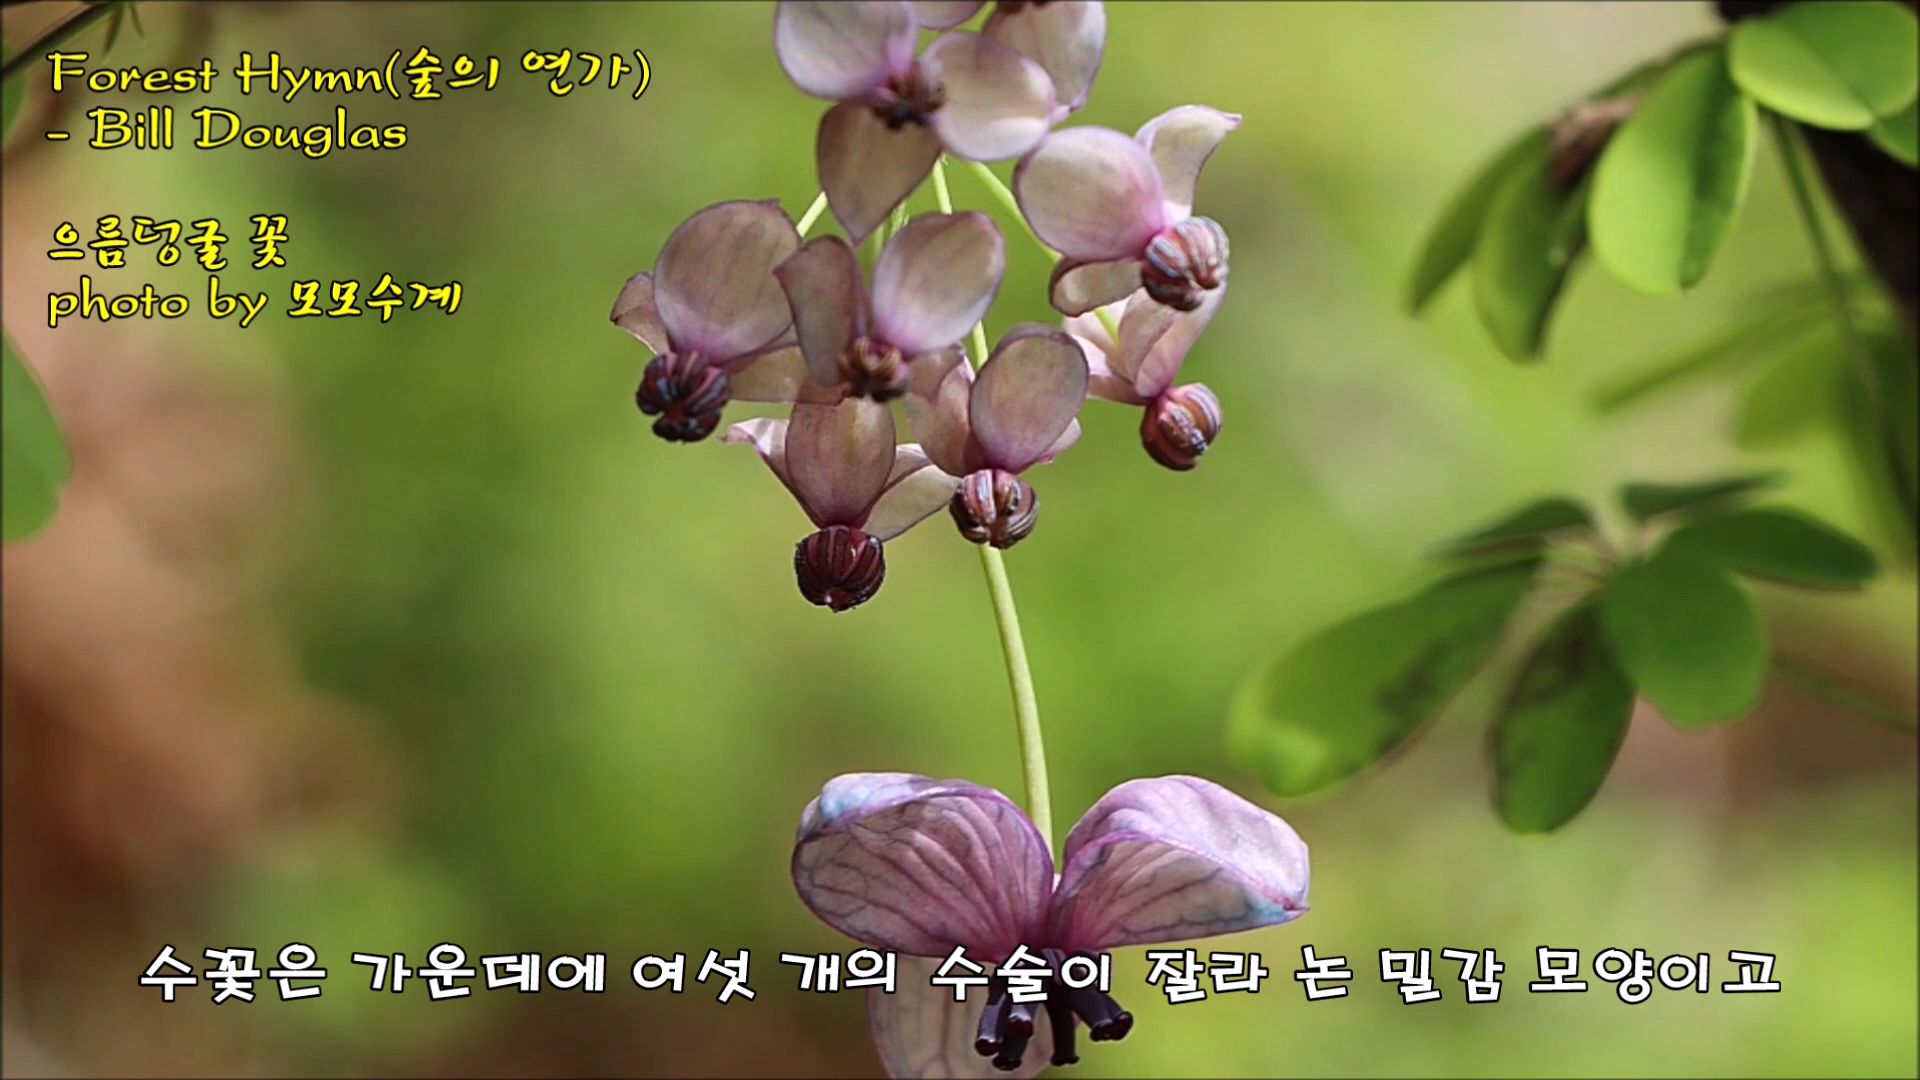 Forest Hymn(숲의 연가)
- Bill Douglas
으름덩굴 꽃
photo by 모모수계
수꽃은 가운데에 여섯 개의 수술이 잘라 논 밀감 모양이고